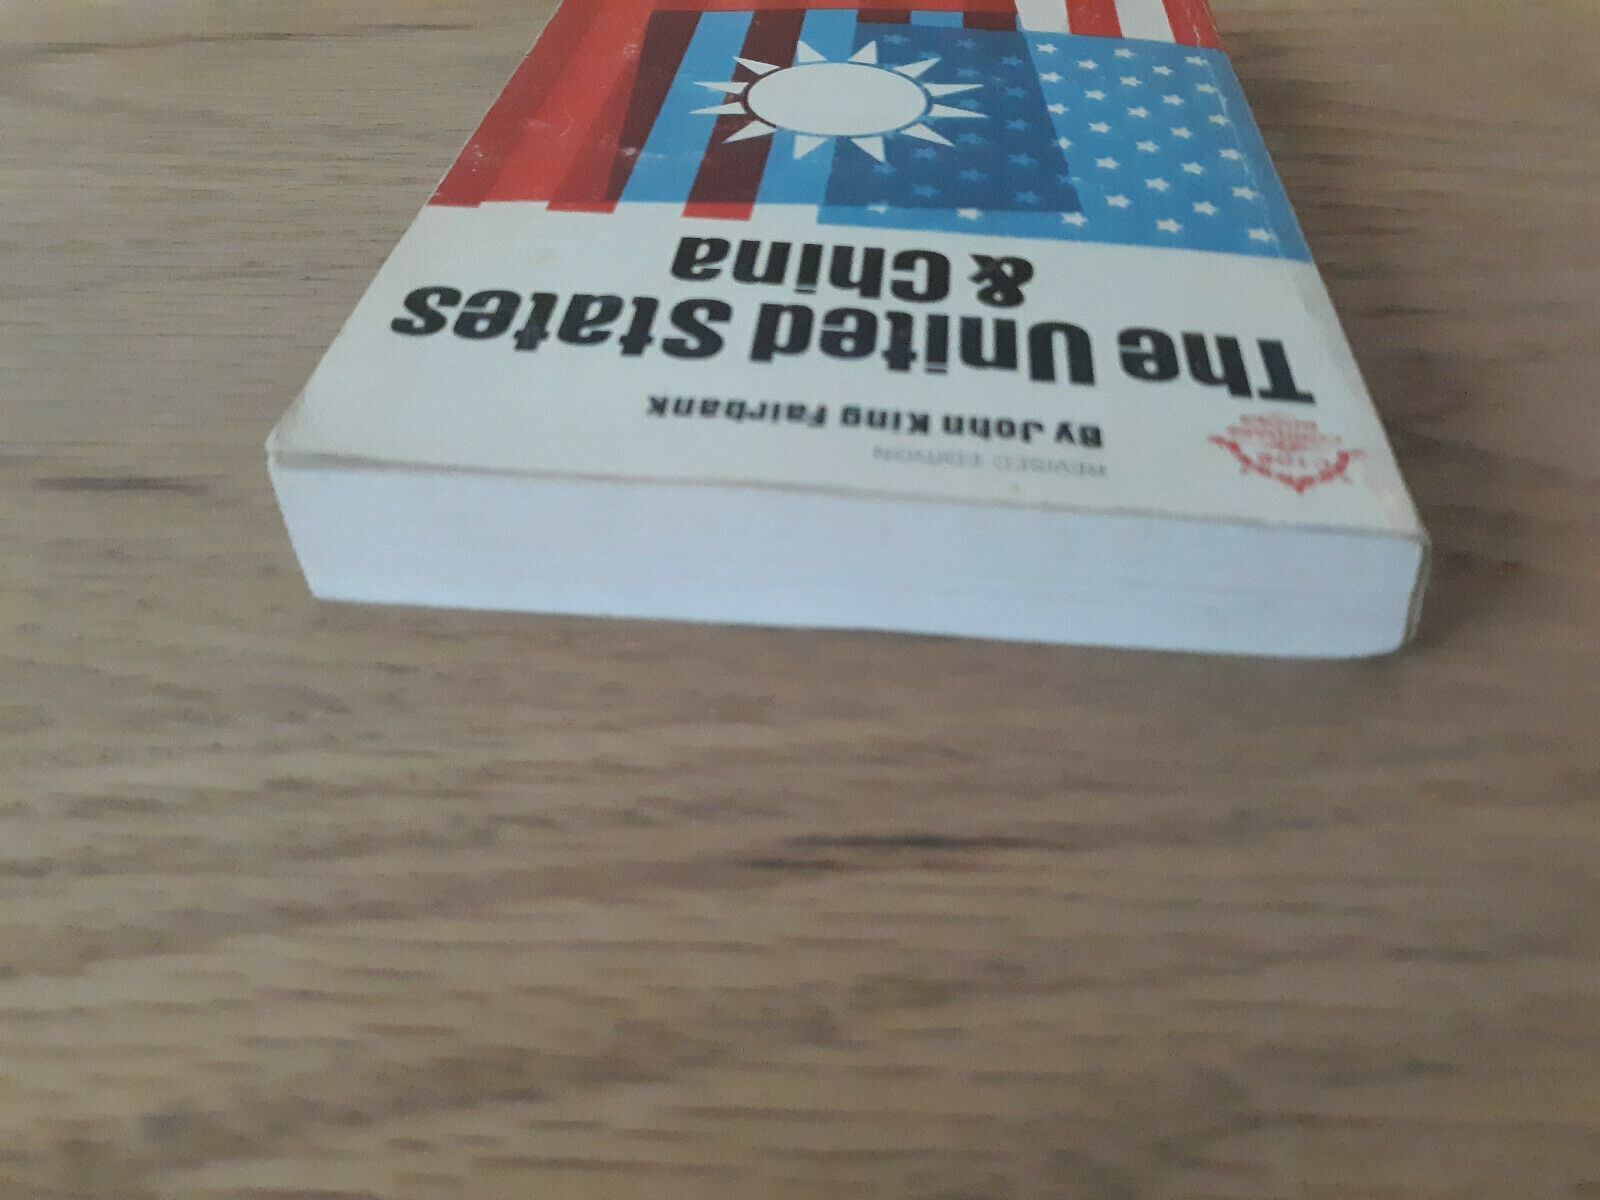 REVISED EDITION
By John King Fairbank
The United States
& China